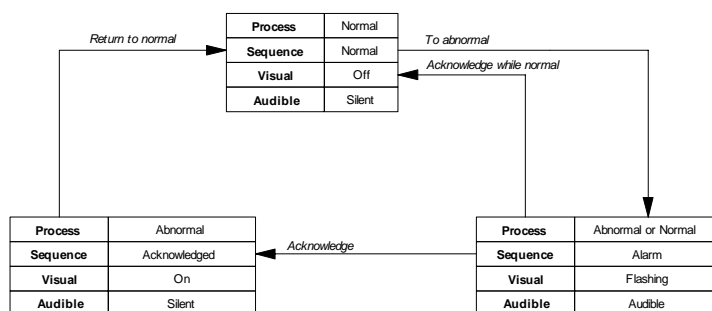 Process Normal
Return to normal
Sequence Normal
To abnormal
Visual Off
Acknowledge while normal
Audible Silent
Process Abnormal
Sequence Acknowledged
Visual On
Audible Silent
Acknowledge
Process Abnormal or Normal
Sequence Alarm
Visual Flashing
Audible Audible